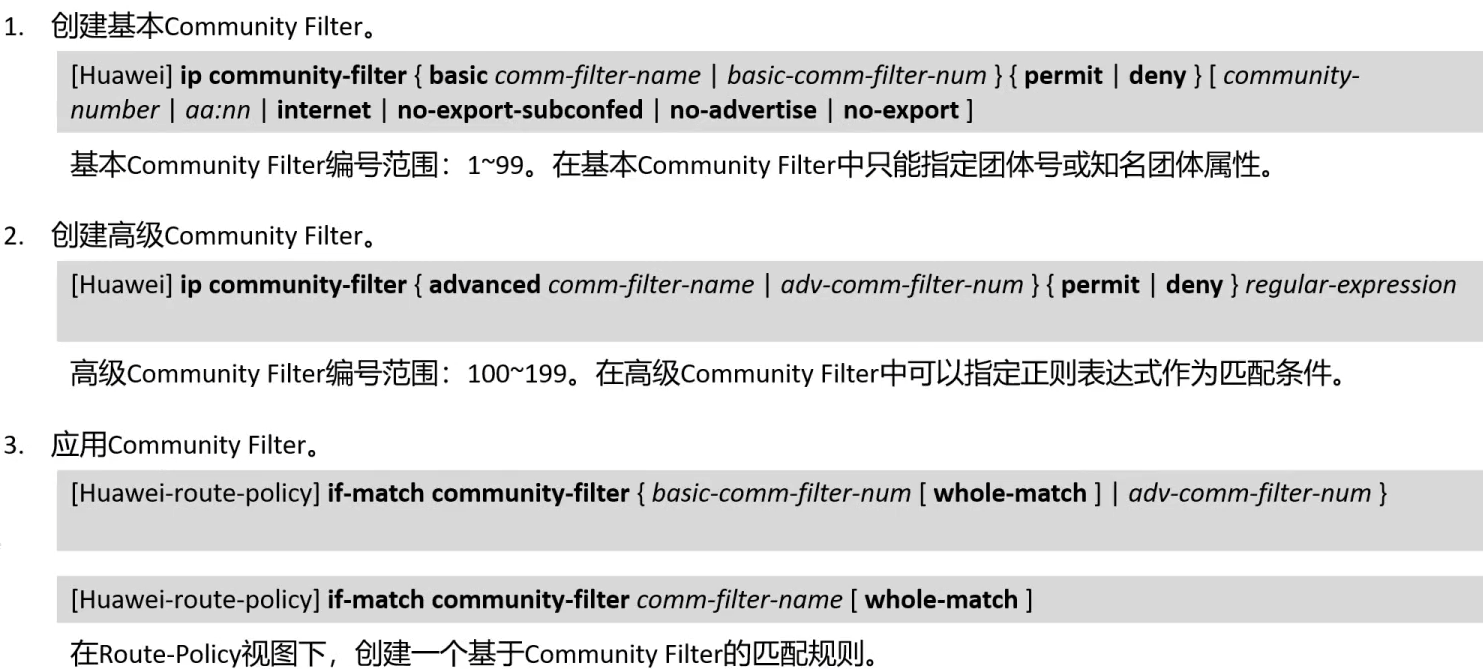 1. 创建基本Community Filter。
[Huawei] ip community-filter { basic comm-filter-name | basic-comm-filter-num } { permit | deny } [ community-
number | aa:nn | internet | no-export-subconfed | no-advertise | no-export ]
基本Community Filter编号范围：1~99。在基本Community Filter中只能指定团体号或知名团体属性。
2. 创建高级Community Filter。
[Huawei] ip community-filter { advanced comm-filter-name | adv-comm-filter-num } { permit | deny } regular-expression
高级Community Filter编号范围：100~199。在高级Community Filter中可以指定正则表达式作为匹配条件。
3. 应用Community Filter。
[Huawei-route-policy] if-match community-filter { basic-comm-filter-num [ whole-match ] | adv-comm-filter-num }
[Huawei-route-policy] if-match community-filter comm-filter-name [ whole-match ]
在Route-Policy视图下，创建一个基于Community Filter的匹配规则。